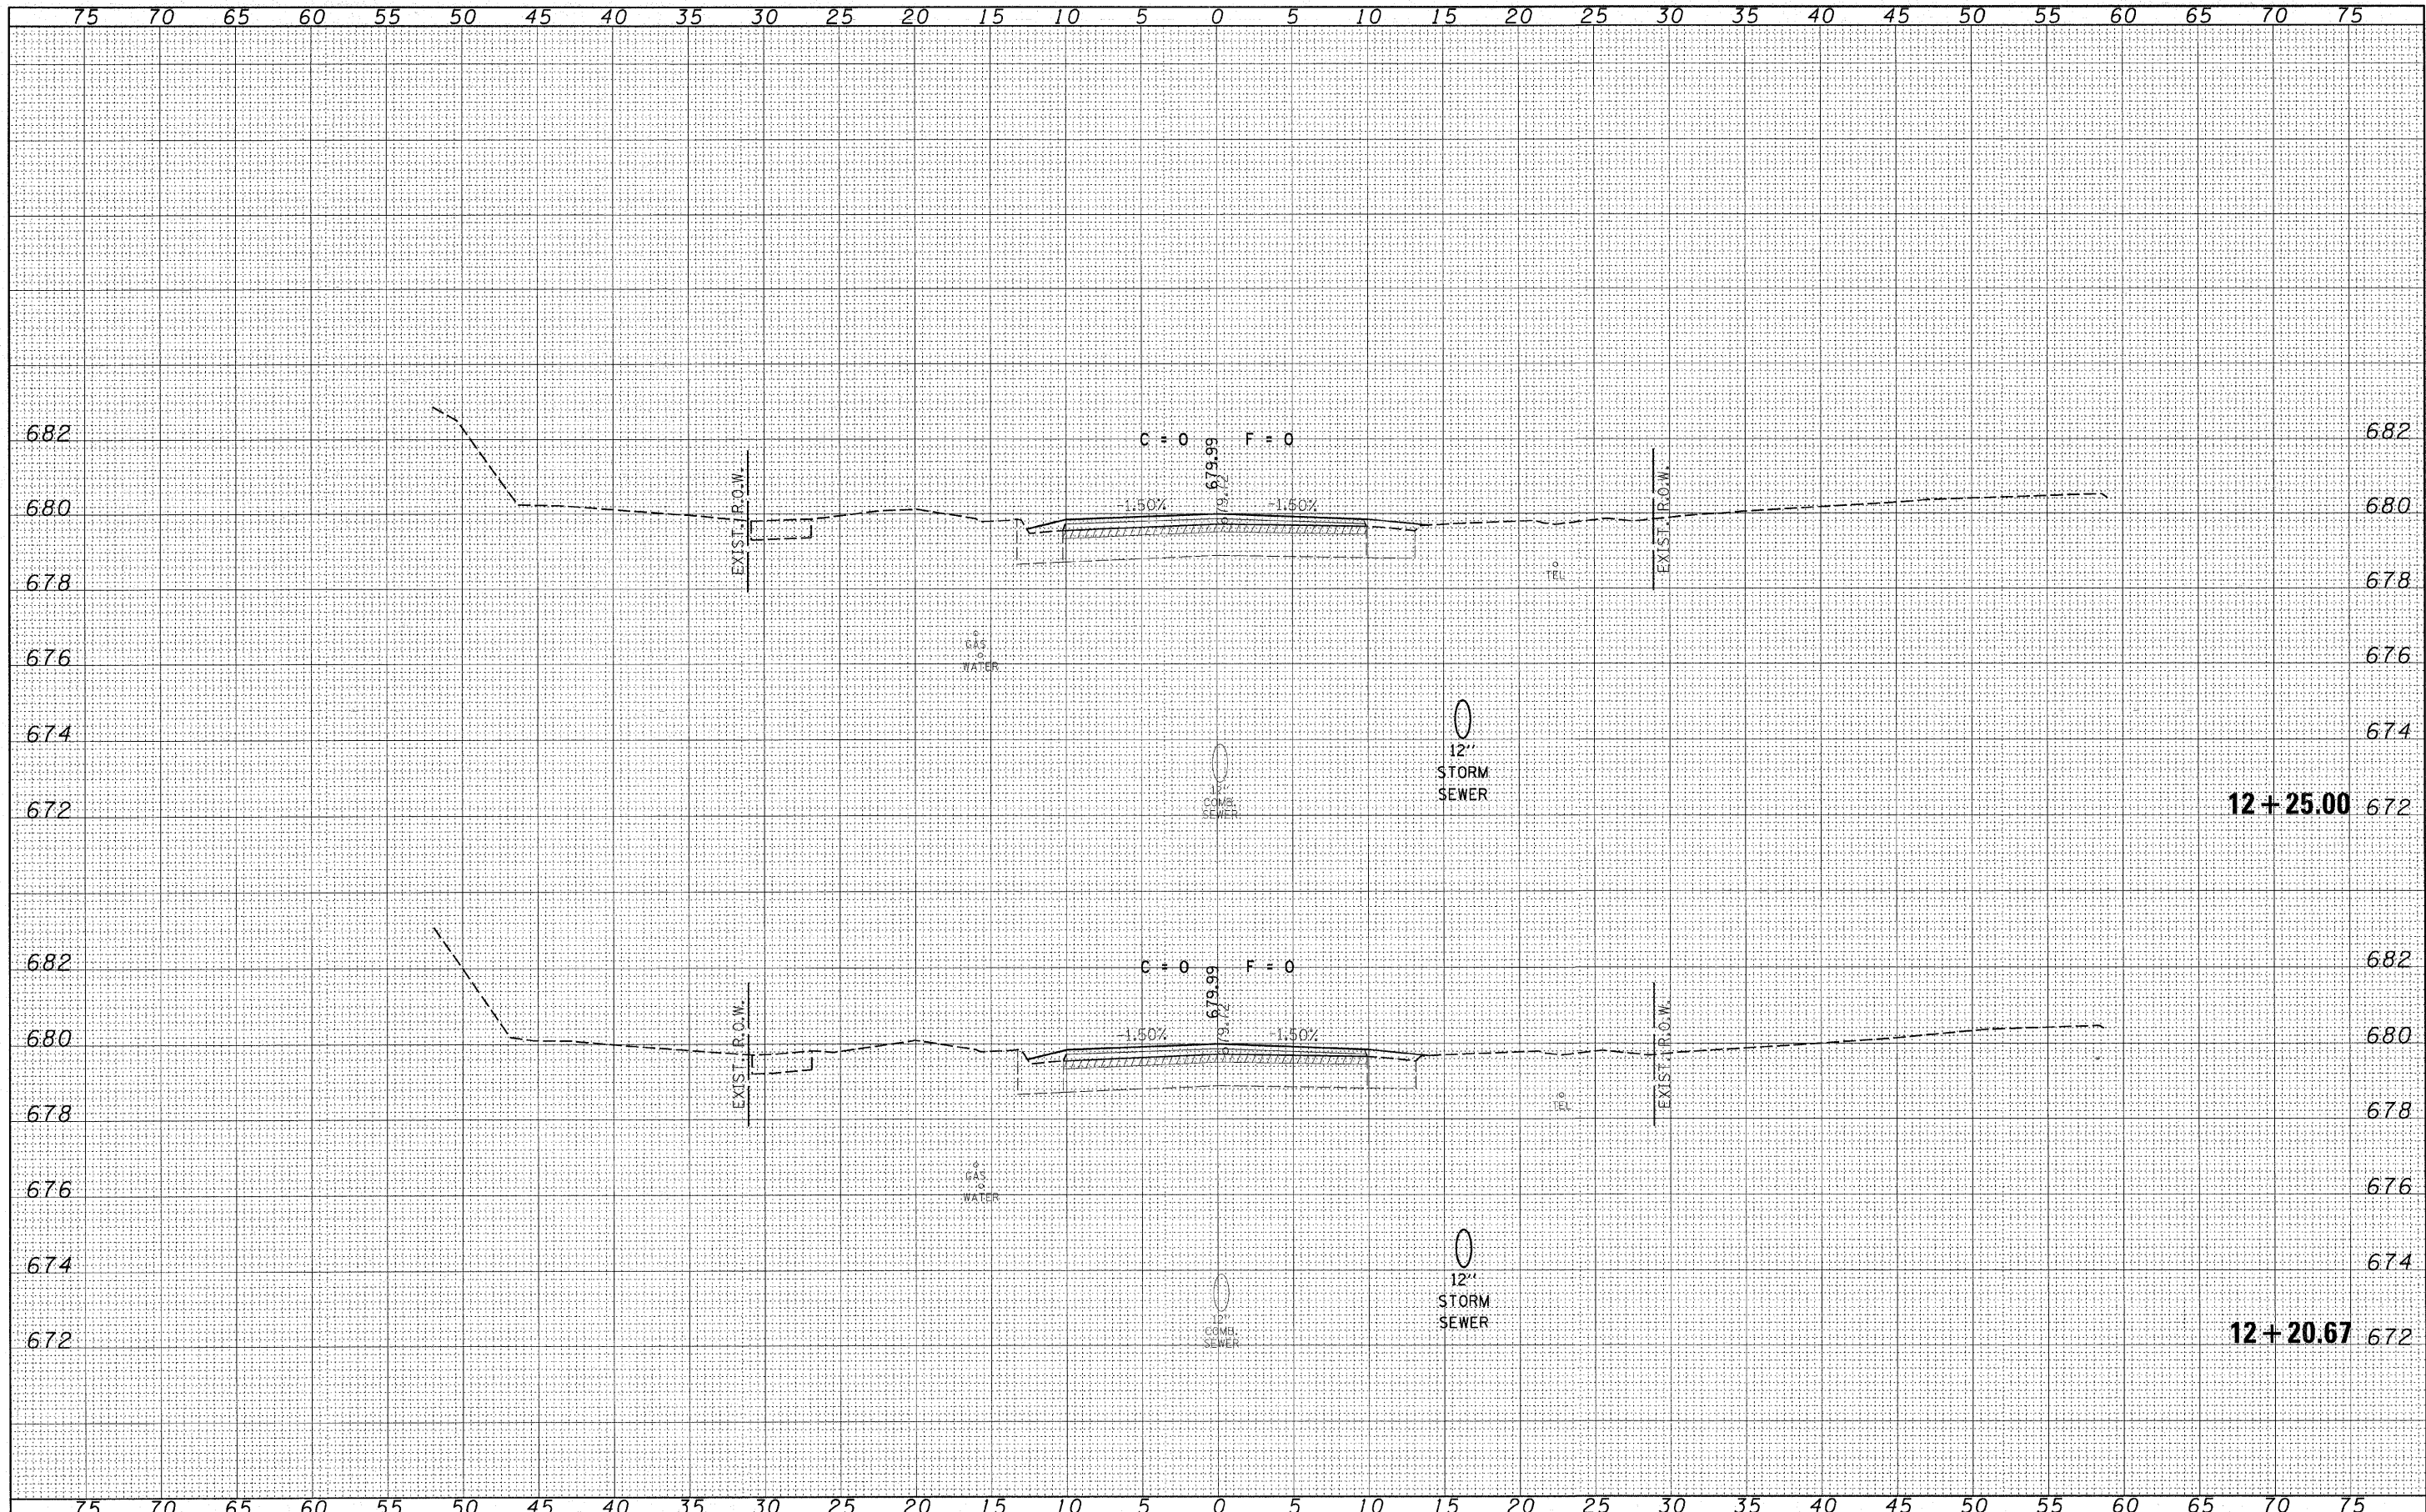 75 70 65 60 55 50 45 40 35 30 25 20 15 10 5 0 5 10 15 20 25 30 35 40 45 50 55 60 65 70 75
682 C = 0 679.99 F = 0 682
679.72
EXIST. R.O.W. EXIST. R.O.W.
680 -1.50% -1.50% 680
678 TEL 678
GAS
676 WATER 676
674 674
12"
STORM
SEWER
12"
COMB.
SEWER
672 12+25.00 672
682 C = 0 679.99 F = 0 682
679.72
EXIST. R.O.W. EXIST. R.O.W.
680 -1.50% -1.50% 680
678 TEL 678
GAS
676 WATER 676
674 674
12"
STORM
SEWER
12"
COMB.
SEWER
672 12+20.67 672
75 70 65 60 55 50 45 40 35 30 25 20 15 10 5 0 5 10 15 20 25 30 35 40 45 50 55 60 65 70 75